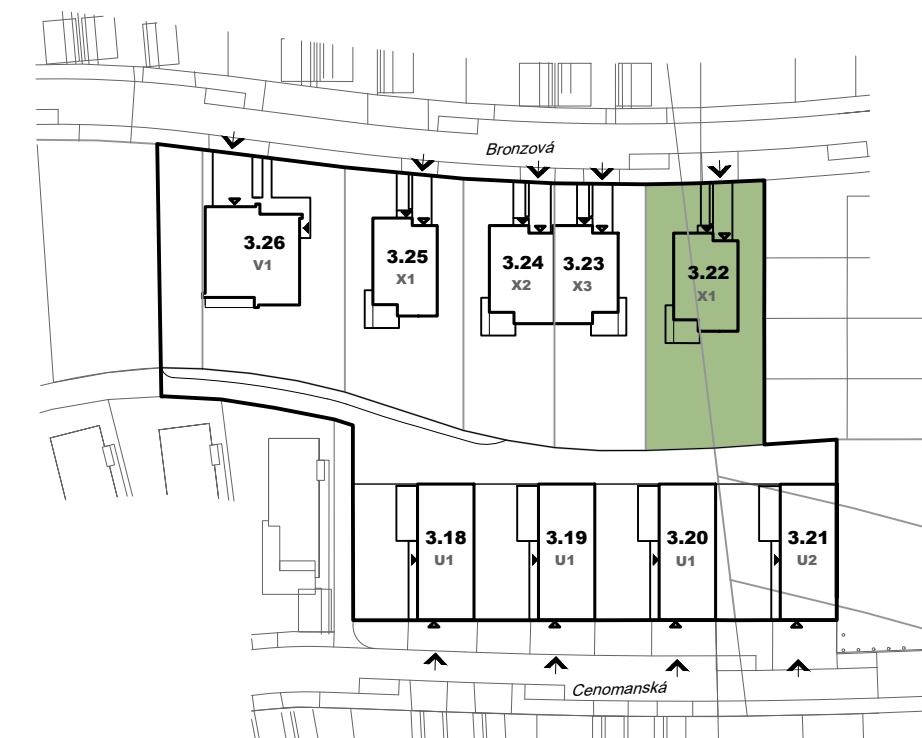 Bronzová
3.26
V1
3.25
X1
3.24
X2
3.23
X3
3.22
X1
3.18
U1
3.19
U1
3.20
U1
3.21
U2
Cenomanská